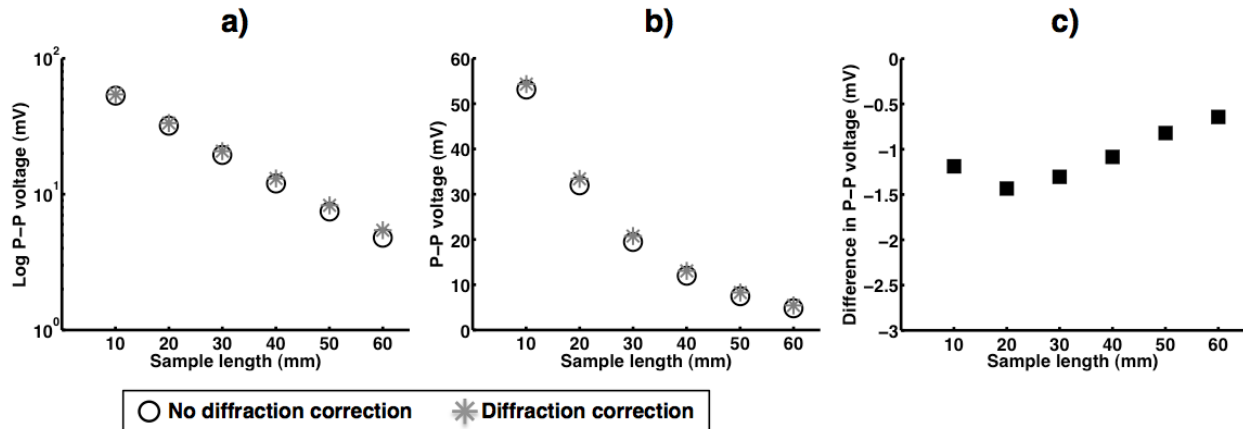 a)
Log P–P voltage (mV)
10²
10¹
10⁰
10 20 30 40 50 60
Sample length (mm)
b)
P–P voltage (mV)
60
50
40
30
20
10
0
10 20 30 40 50 60
Sample length (mm)
c)
Difference in P–P voltage (mV)
0
−0.5
−1
−1.5
−2
−2.5
−3
10 20 30 40 50 60
Sample length (mm)
No diffraction correction
Diffraction correction